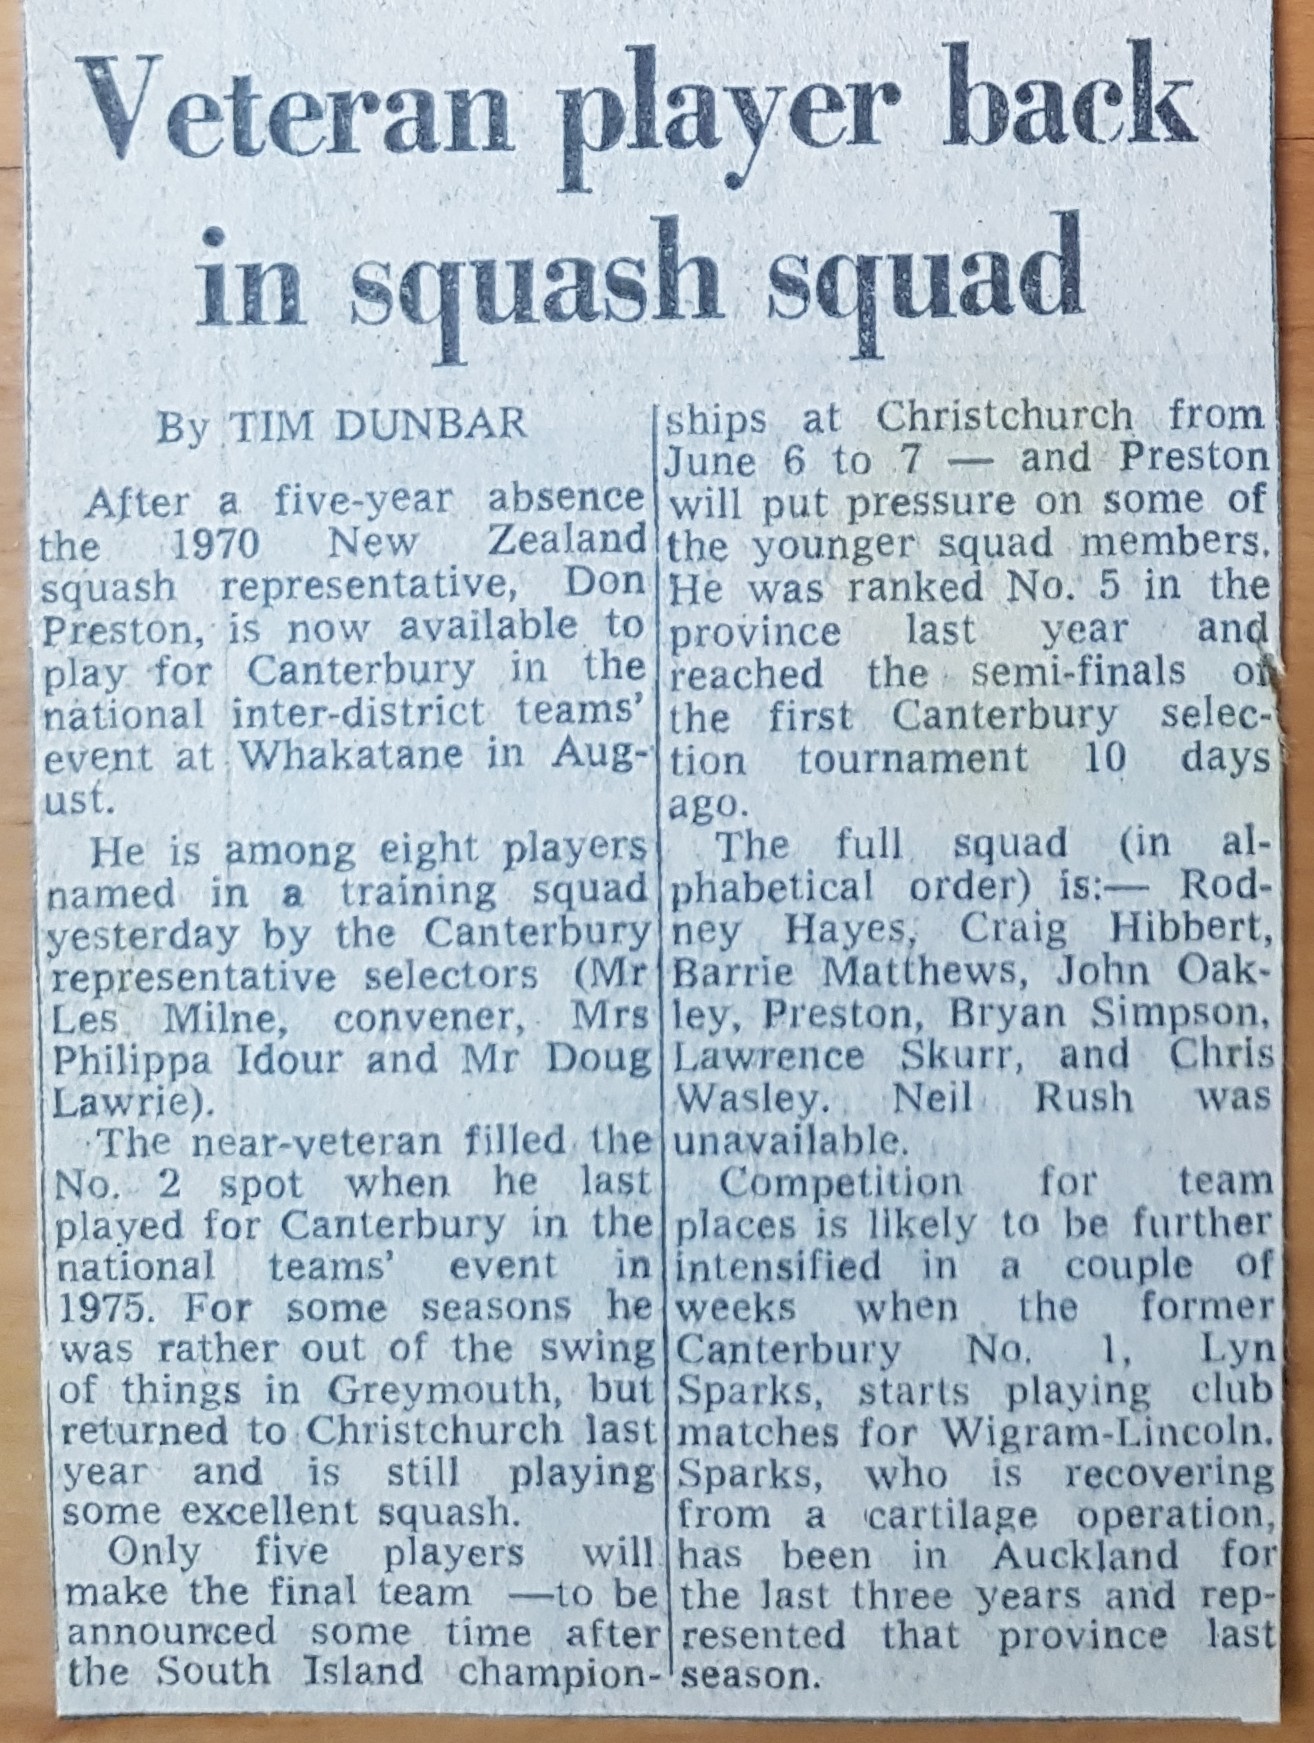 Veteran player back
in squash squad
By TIM DUNBAR
After a five-year absence
the 1970 New Zealand
squash representative, Don
Preston, is now available to
play for Canterbury in the
national inter-district teams'
event at Whakatane in Aug-
ust.
He is among eight players
named in a training squad
yesterday by the Canterbury
representative selectors (Mr
Les Milne, convener, Mrs
Philippa Idour and Mr Doug
Lawrie).
The near-veteran filled the
No. 2 spot when he last
played for Canterbury in the
national teams' event in
1975. For some seasons he
was rather out of the swing
of things in Greymouth, but
returned to Christchurch last
year and is still playing
some excellent squash.
Only five players will
make the final team —to be
announced some time after
the South Island champion-
ships at Christchurch from
June 6 to 7 — and Preston
will put pressure on some of
the younger squad members.
He was ranked No. 5 in the
province last year and
reached the semi-finals of
the first Canterbury selec-
tion tournament 10 days
ago.
The full squad (in al-
phabetical order) is:— Rod-
ney Hayes, Craig Hibbert,
Barrie Matthews, John Oak-
ley, Preston, Bryan Simpson,
Lawrence Skurr, and Chris
Wasley. Neil Rush was
unavailable.
Competition for team
places is likely to be further
intensified in a couple of
weeks when the former
Canterbury No. 1, Lyn
Sparks, starts playing club
matches for Wigram-Lincoln.
Sparks, who is recovering
from a cartilage operation,
has been in Auckland for
the last three years and rep-
resented that province last
season.